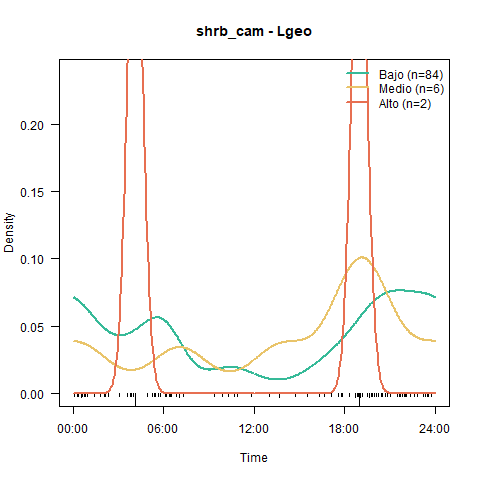 shrb_cam - Lgeo
Bajo (n=84)
Medio (n=6)
Alto (n=2)
Density
0.20
0.15
0.10
0.05
0.00
00:00 06:00 12:00 18:00 24:00
Time